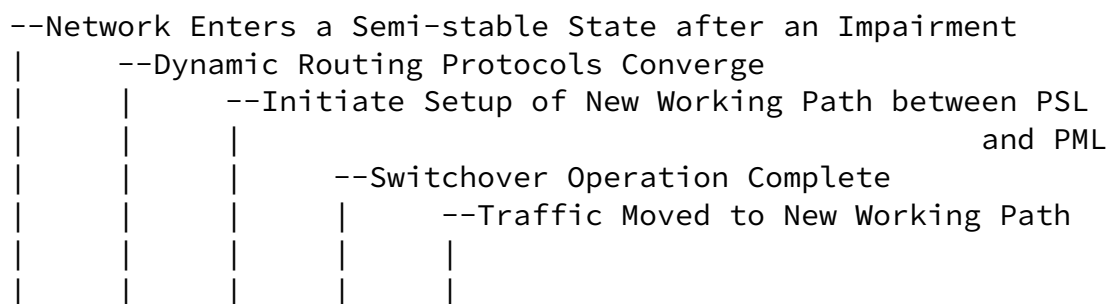 --Network Enters a Semi-stable State after an Impairment
|     --Dynamic Routing Protocols Converge
|     |     --Initiate Setup of New Working Path between PSL
|     |     |                                         and PML
|     |     |     --Switchover Operation Complete
|     |     |     |     --Traffic Moved to New Working Path
|     |     |     |     |
|     |     |     |     |